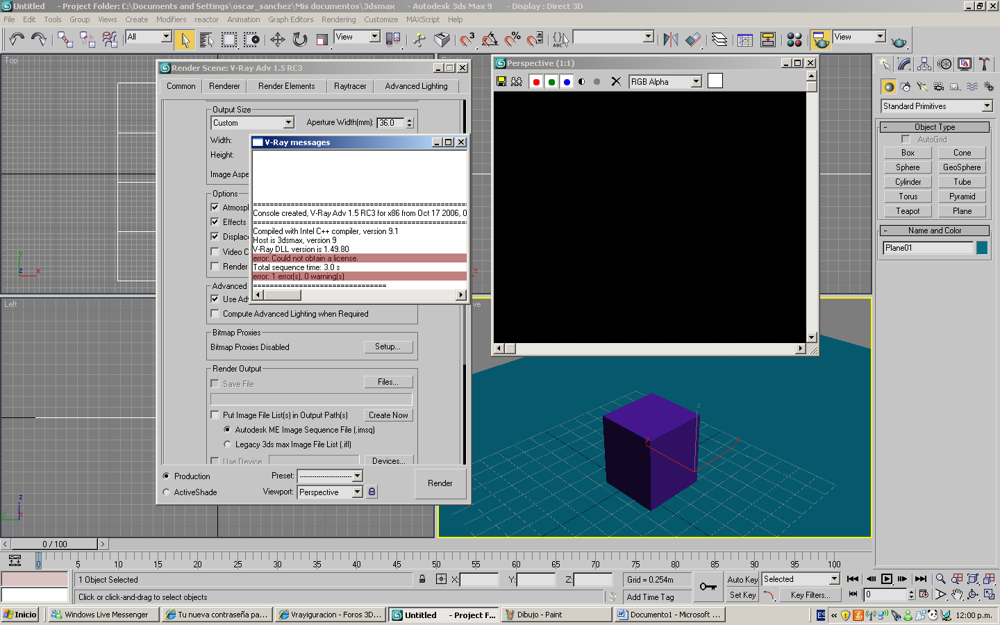 Untitled - Project Folder: C:\Documents and Settings\oscar_sanchez\Mis documentos\3dsmax - Autodesk 3ds Max 9 - Display : Direct 3D
File Edit Tools Group Views Create Modifiers reactor Animation Graph Editors Rendering Customize MAXScript Help
All
View
3
%
ABC
View
Top
Render Scene: V-Ray Adv 1.5 RC3
Common Renderer Render Elements Raytracer Advanced Lighting
Output Size
Custom Aperture Width(mm): 36.0
Width:
Height:
Image Aspe
Options
Atmosph
Effects
Displace
Video C
Render
Advanced
Use Adv
Compute Advanced Lighting when Required
Bitmap Proxies
Bitmap Proxies Disabled Setup...
Render Output
Save File Files...
Put Image File List(s) in Output Path(s) Create Now
Autodesk ME Image Sequence File (.imsq)
Legacy 3ds max Image File List (.ifl)
Use Device Devices...
Production Preset: -------------------------
ActiveShade Viewport: Perspective
Render
V-Ray messages
====================================================
Console created, V-Ray Adv 1.5 RC3 for x86 from Oct 17 2006, 0
====================================================
Compiled with Intel C++ compiler, version 9.1
Host is 3dsmax, version 9
V-Ray DLL version is 1.49.80
error: Could not obtain a license.
Total sequence time: 3.0 s
error: 1 error(s), 0 warning(s)
================================
Perspective (1:1)
RGB Alpha
Standard Primitives
- Object Type
AutoGrid
Box Cone
Sphere GeoSphere
Cylinder Tube
Torus Pyramid
Teapot Plane
- Name and Color
Plane01
y
z x
x
Left
ve
z
y x
z
y x
0 / 100
0 5 10 15 20 25 30 35 40 45 50 55 60 65 70 75 80 85 90 95 100
1 Object Selected X: Y: Z: Grid = 0.254m Auto Key Selected
Click or click-and-drag to select objects Add Time Tag Set Key Key Filters... 0
Inicio Windows Live Messenger Tu nueva contraseña pa... Vrayiguracion - Foros 3D... Untitled - Project F... Dibujo - Paint Documento1 - Microsoft ... ES « 12:00 p.m.